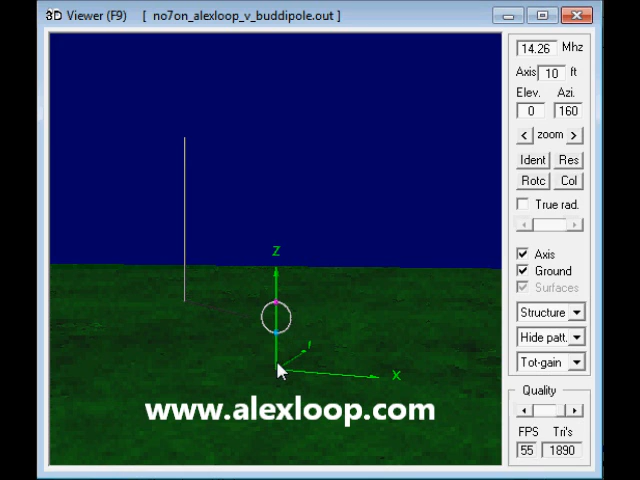 3D Viewer (F9) [ no7on_alexloop_v_buddipole.out ]
14.26 Mhz
Axis 10 ft
Elev. Azi.
0 160
< zoom >
Ident Res
Rotc Col
True rad.
Axis
Ground
Surfaces
Structure
Hide patt.
Tot-gain
Quality
FPS Tri's
55 1890
Z
X
www.alexloop.com